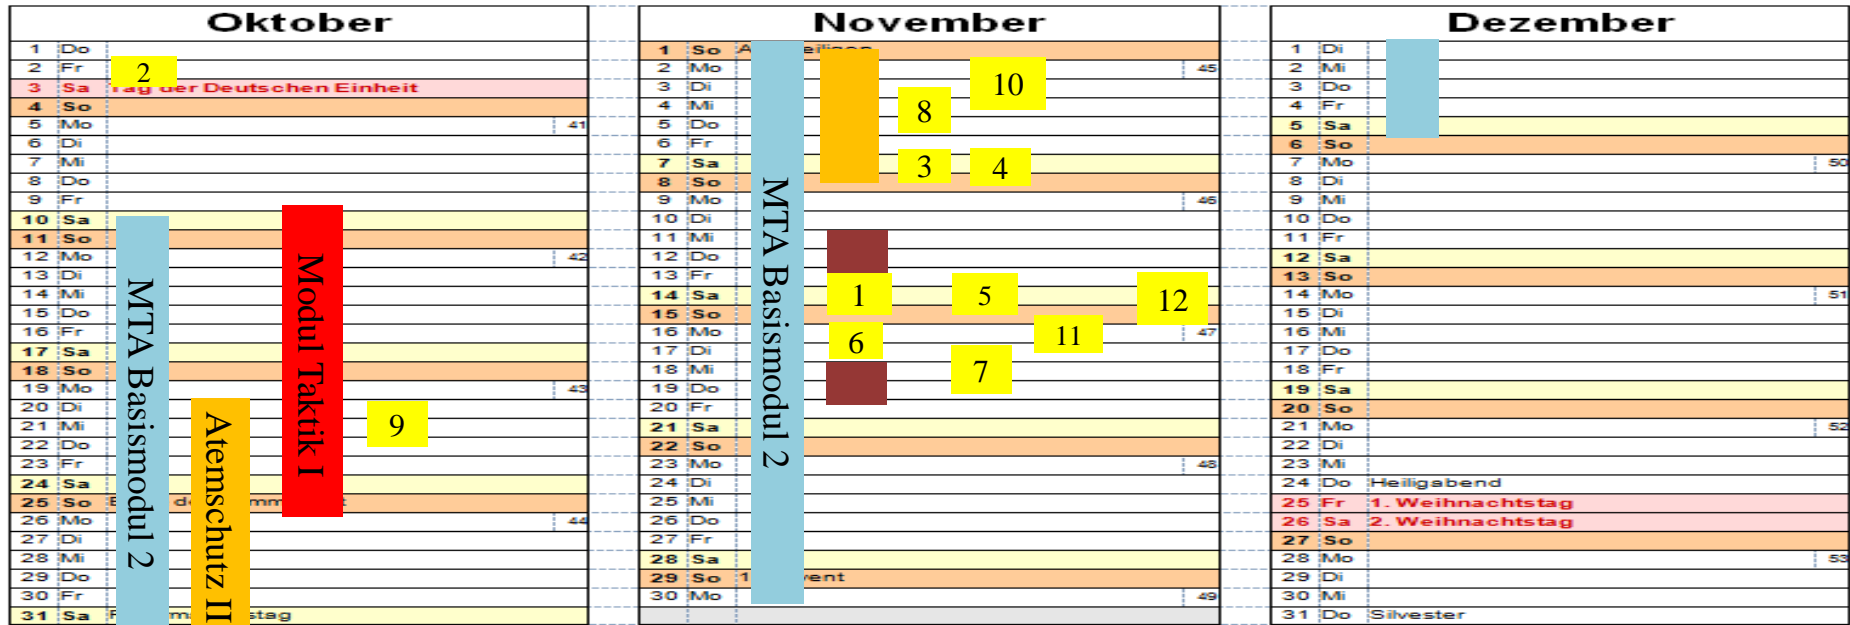 Oktober
1 Do
2 Fr 2
3 Sa Tag der Deutschen Einheit
4 So
5 Mo 41
6 Di
7 Mi
8 Do
9 Fr
10 Sa
11 So
12 Mo 42
13 Di
14 Mi
15 Do
16 Fr
17 Sa
18 So
19 Mo 43
20 Di
21 Mi 9
22 Do
23 Fr
24 Sa
25 So
26 Mo 44
27 Di
28 Mi
29 Do
30 Fr
31 Sa
MTA Basismodul 2
Atemschutz II
Modul Taktik I
November
1 So
2 Mo 45
3 Di 10
4 Mi 8
5 Do
6 Fr
7 Sa 3 4
8 So
9 Mo 46
10 Di
11 Mi
12 Do
13 Fr
14 Sa 1 5 12
15 So
16 Mo 6 11 47
17 Di
18 Mi 7
19 Do
20 Fr
21 Sa
22 So
23 Mo 48
24 Di
25 Mi
26 Do
27 Fr
28 Sa
29 So
30 Mo 49
MTA Basismodul 2
Dezember
1 Di
2 Mi
3 Do
4 Fr
5 Sa
6 So
7 Mo 50
8 Di
9 Mi
10 Do
11 Fr
12 Sa
13 So
14 Mo 51
15 Di
16 Mi
17 Do
18 Fr
19 Sa
20 So
21 Mo 52
22 Di
23 Mi
24 Do Heiligabend
25 Fr 1. Weihnachtstag
26 Sa 2. Weihnachtstag
27 So
28 Mo 53
29 Di
30 Mi
31 Do Silvester